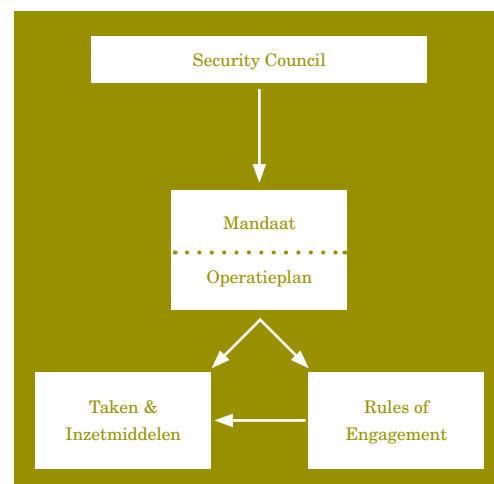 Security Council
Mandaat
Operatieplan
Taken &
Inzetmiddelen
Rules of
Engagement